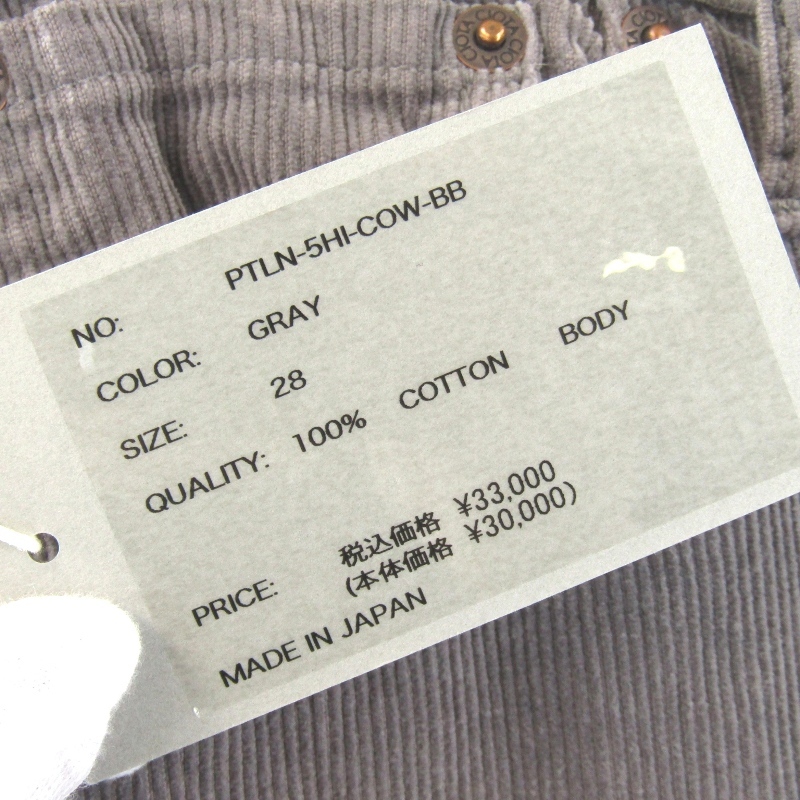 NO: PTLN-5HI-COW-BB
COLOR: GRAY
SIZE: 28
QUALITY: 100% COTTON BODY
税込価格 ¥33,000
PRICE: (本体価格 ¥30,000)
MADE IN JAPAN